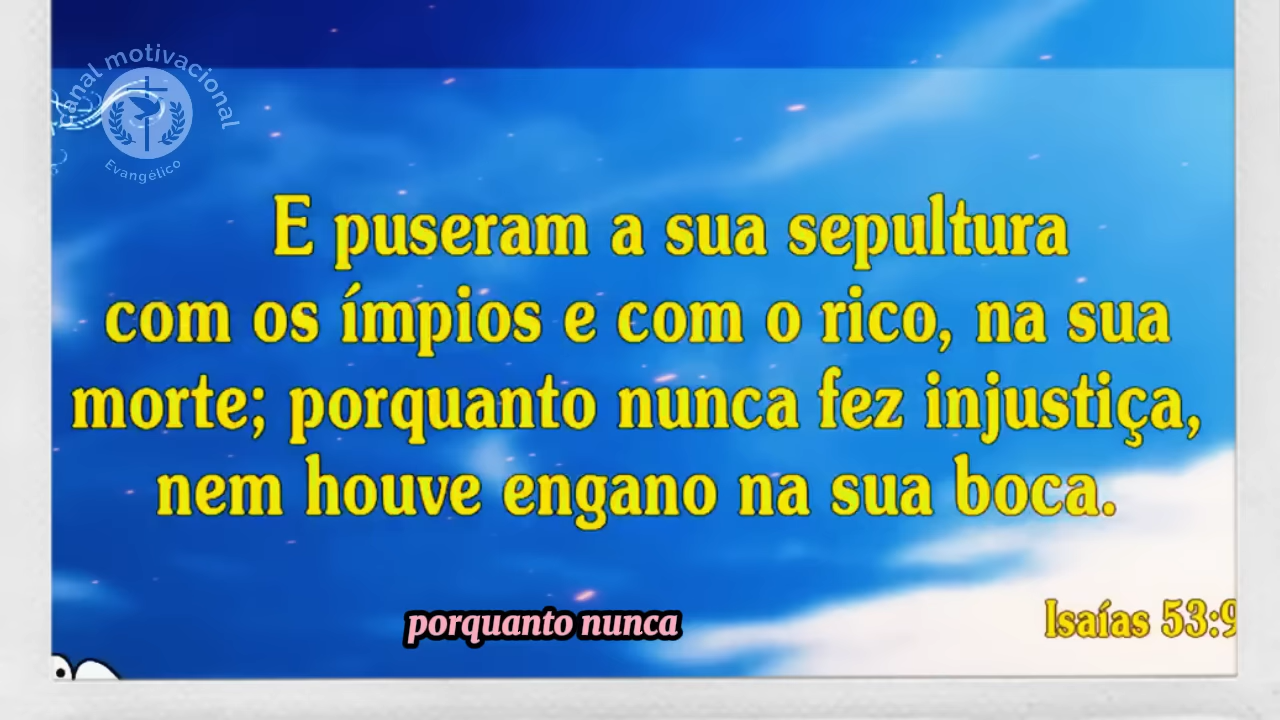 Canal motivacional
Evangélico
E puseram a sua sepultura
com os ímpios e com o rico, na sua
morte; porquanto nunca fez injustiça,
nem houve engano na sua boca.
porquanto nunca
Isaías 53:9